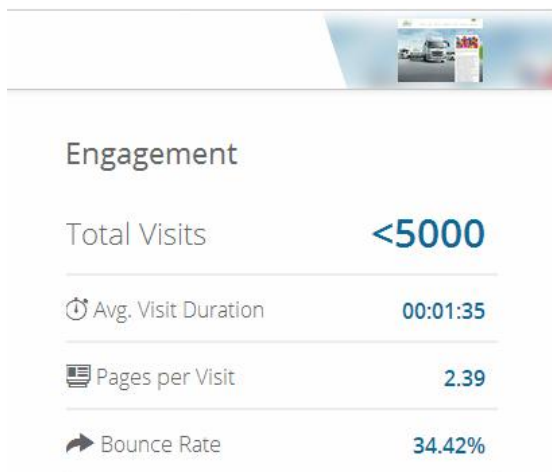 Engagement
Total Visits <5000
Avg. Visit Duration 00:01:35
Pages per Visit 2.39
Bounce Rate 34.42%